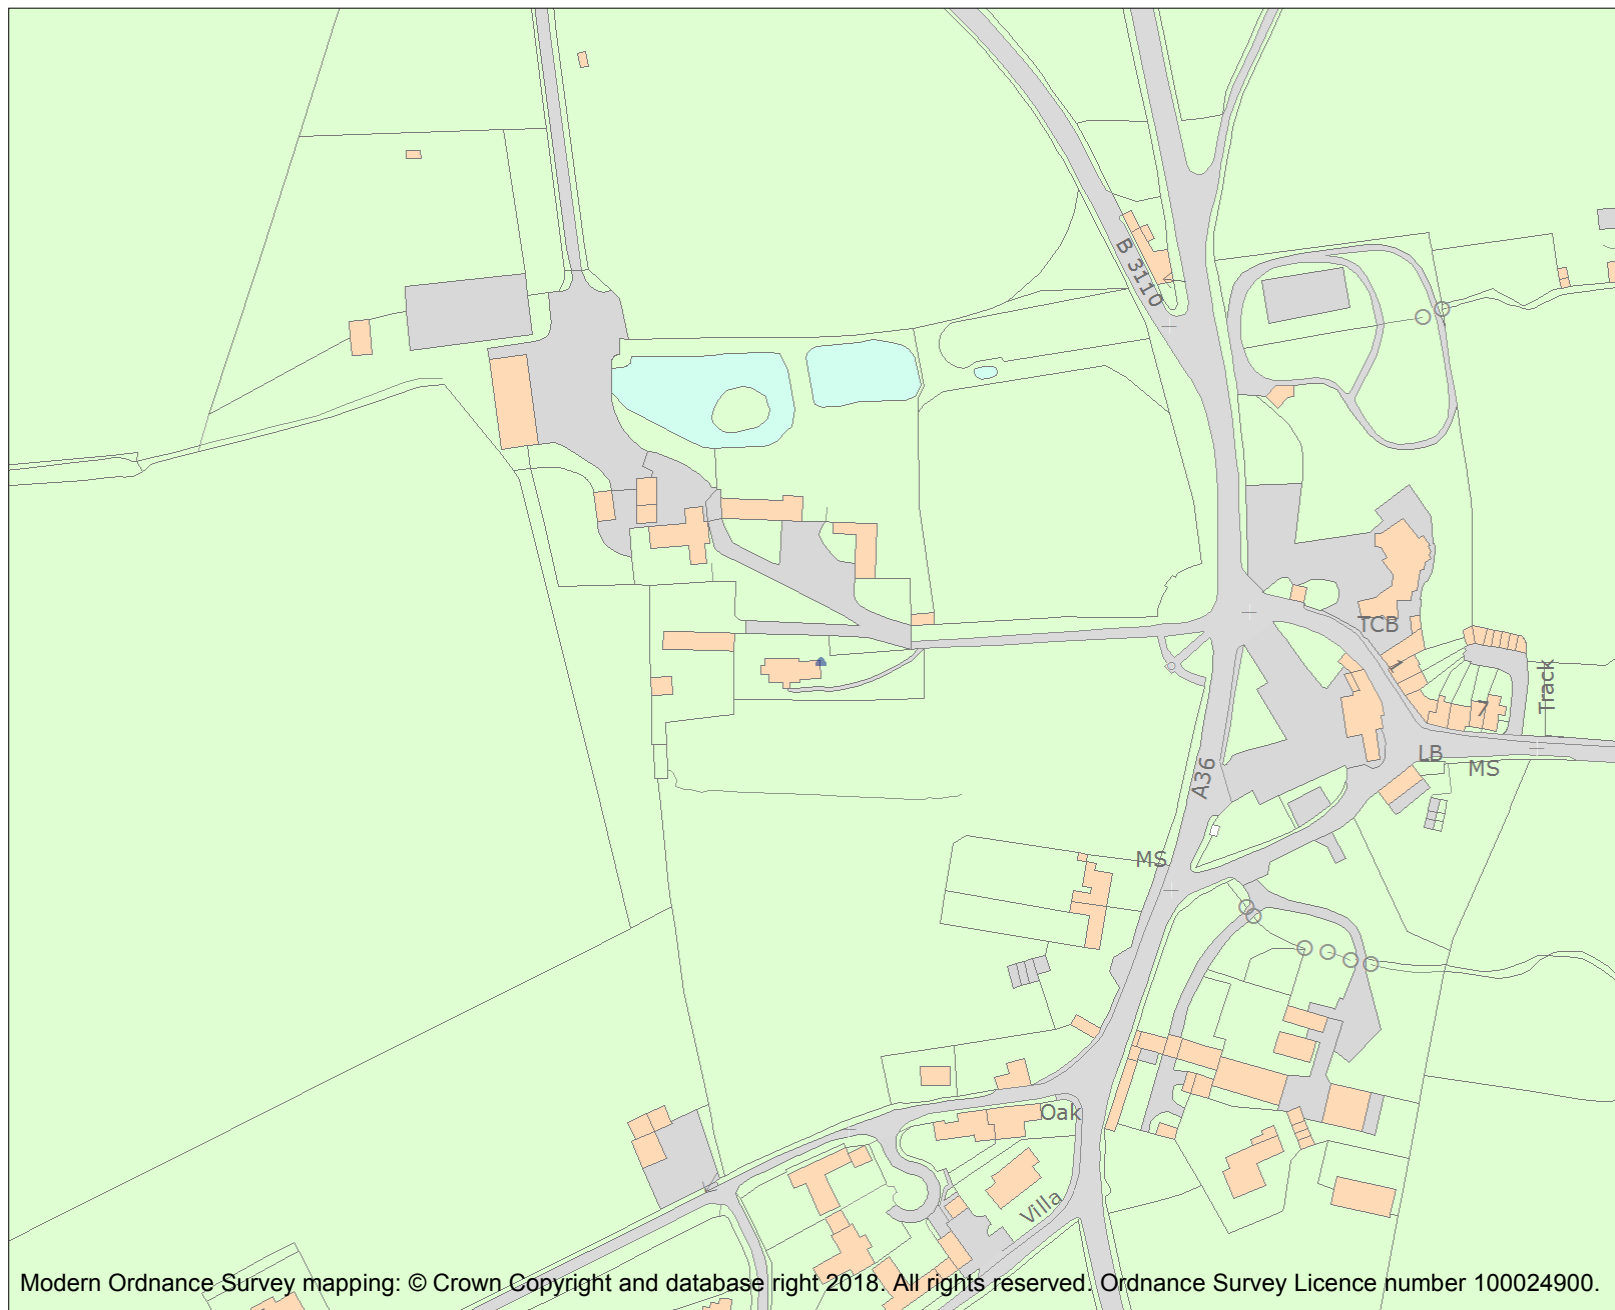 B 3110
TCB
1
7
Track
LB
MS
A36
MS
Oak
Villa
Modern Ordnance Survey mapping: © Crown Copyright and database right 2018. All rights reserved. Ordnance Survey Licence number 100024900.